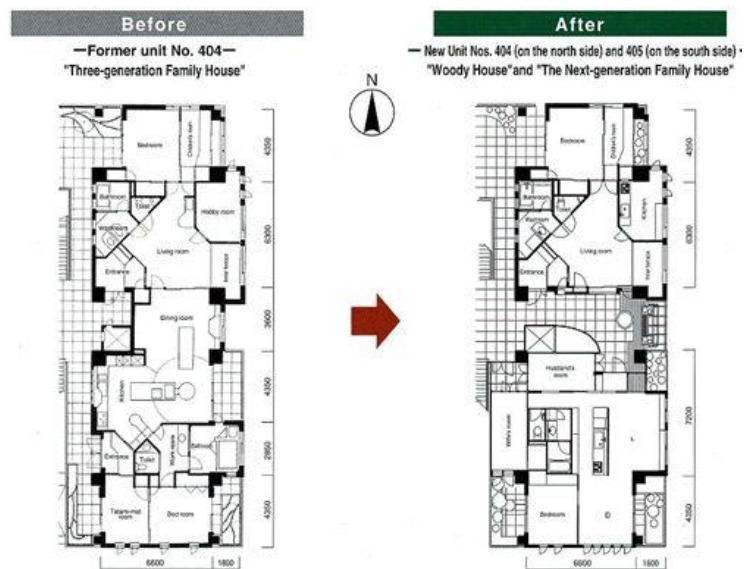 Before
—Former unit No. 404—
"Three-generation Family House"
After
— New Unit Nos. 404 (on the north side) and 405 (on the south side) •
"Woody House" and "The Next-generation Family House"
N
Bedroom
Children's room
Bathroom
Toilet
Hobby room
Washroom
Living room
Entrance
Inner terrace
Dining room
Kitchen
Entrance
Toilet
Work space
Bathroom
Tatami-mat
room
Bed room
4350
6300
3600
4350
2850
4350
6600
1800
Bedroom
Children's room
Bathroom
Toilet
Kitchen
Washroom
Living room
Entrance
Inner terrace
Husband's
room
Wife's room
L
Bedroom
D
4350
6300
7200
4350
6600
1800